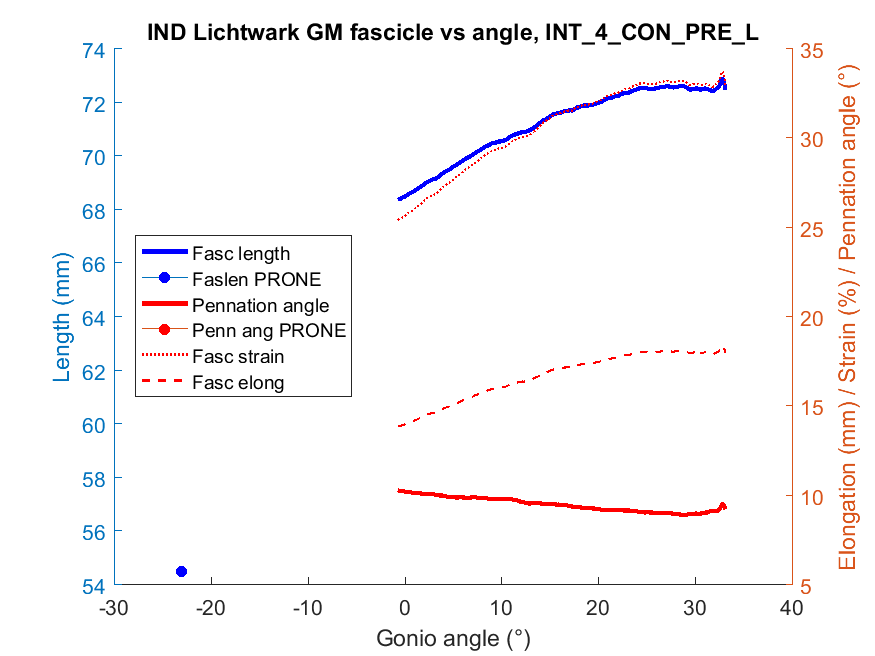 IND Lichtwark GM fascicle vs angle, INT_4_CON_PRE_L
74
72
70
68
66
64
62
60
58
56
54
Length (mm)
35
30
25
20
15
10
5
Elongation (mm) / Strain (%) / Pennation angle (°)
Fasc length
Faslen PRONE
Pennation angle
Penn ang PRONE
Fasc strain
Fasc elong
-30 -20 -10 0 10 20 30 40
Gonio angle (°)